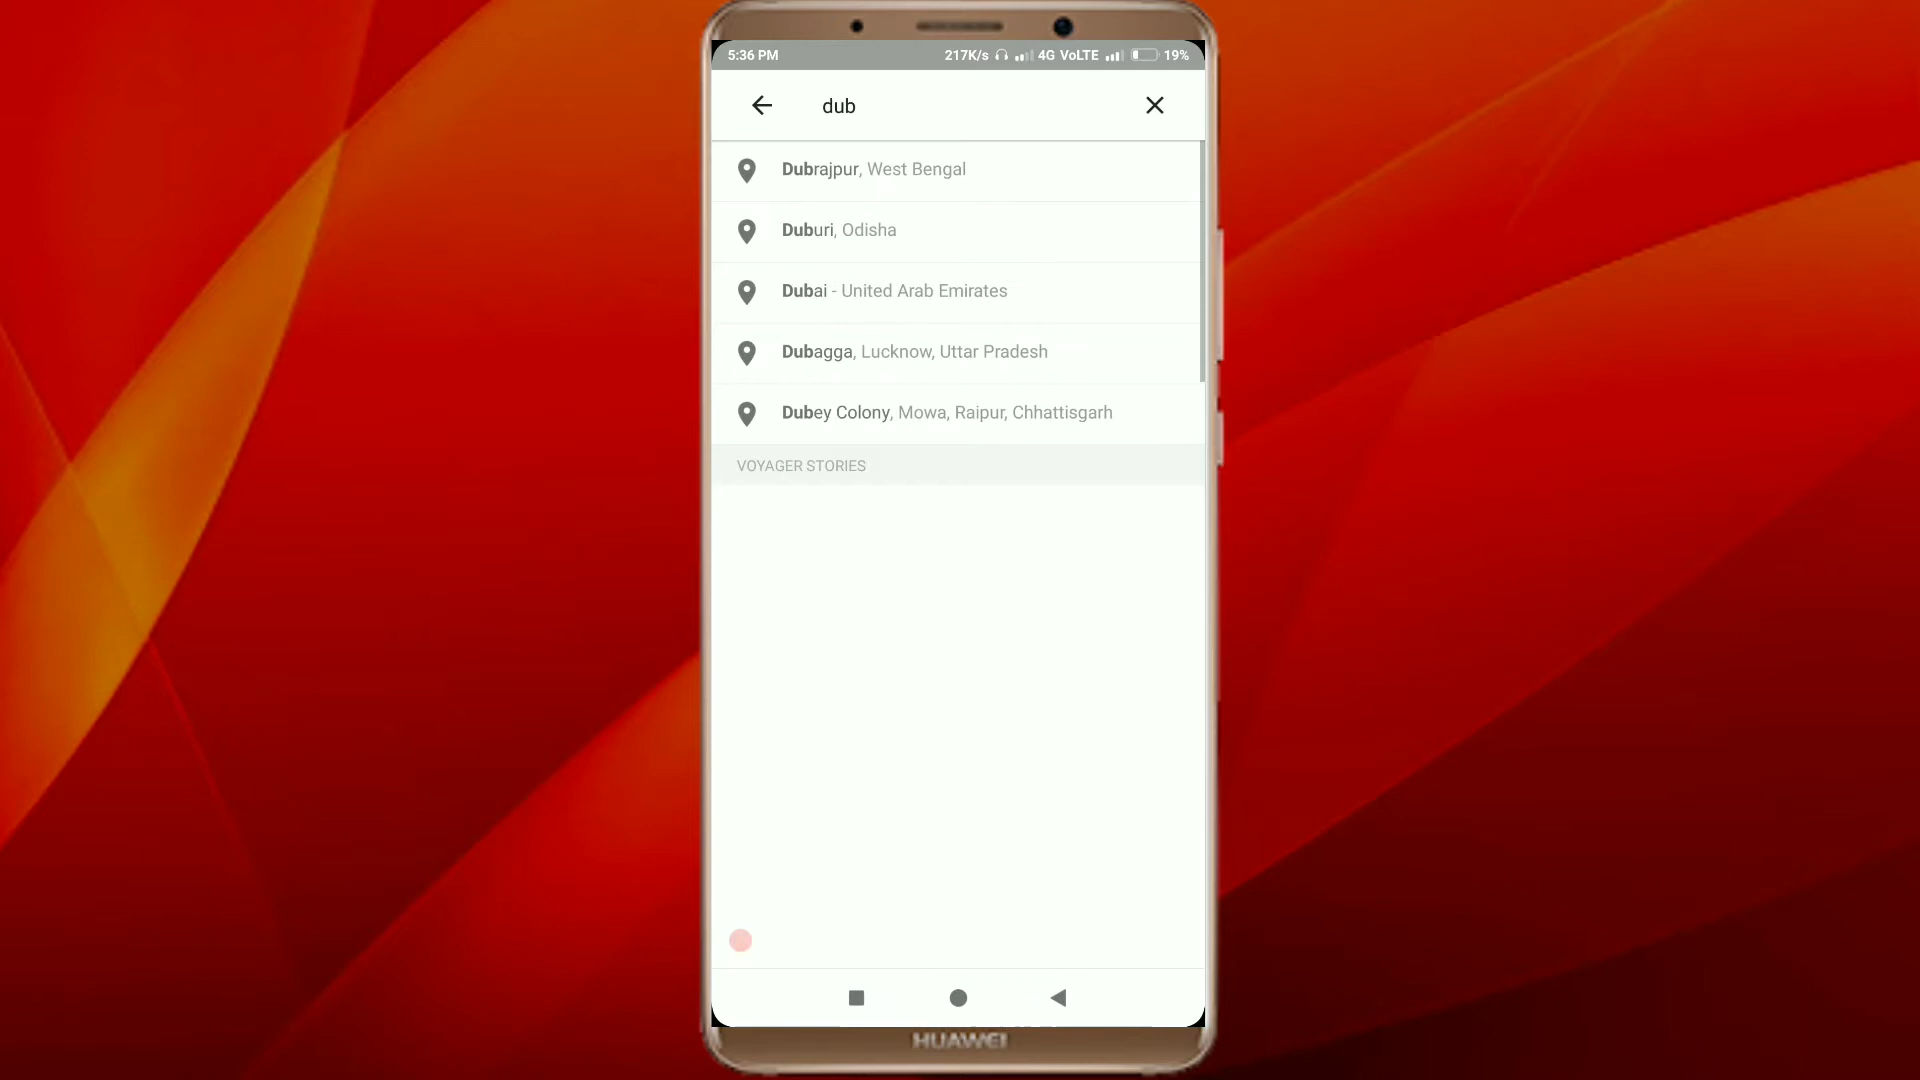 5:36 PM 217K/s 4G VoLTE 19%
dub
Dubrajpur, West Bengal
Duburi, Odisha
Dubai - United Arab Emirates
Dubagga, Lucknow, Uttar Pradesh
Dubey Colony, Mowa, Raipur, Chhattisgarh
VOYAGER STORIES
HUAWEI